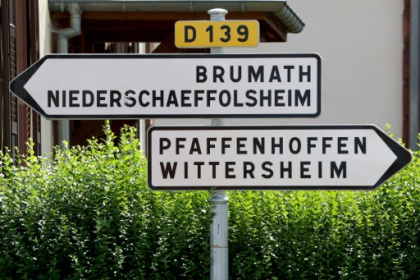 D 139
BRUMATH
NIEDERSCHAEFFOLSHEIM
PFAFFENHOFFEN
WITTERSHEIM